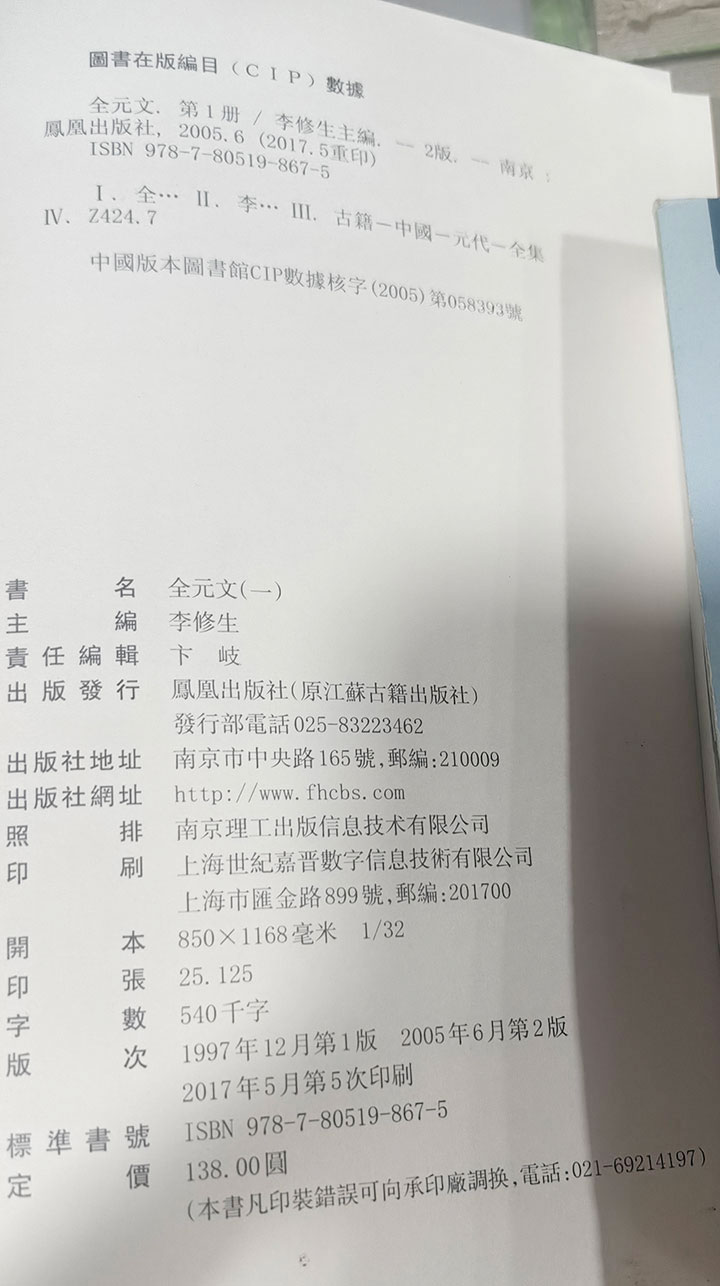 圖書在版編目（CIP）數據
全元文．第1册 / 李修生主編．— 2版．— 南京：
鳳凰出版社，2005.6（2017.5重印）
ISBN 978-7-80519-867-5
Ⅰ．全… Ⅱ．李… Ⅲ．古籍－中國－元代－全集
Ⅳ．Z424.7
中國版本圖書館CIP數據核字(2005)第058393號
書名 全元文(一)
主編 李修生
責任編輯 卞岐
出版發行 鳳凰出版社(原江蘇古籍出版社)
發行部電話025-83223462
出版社地址 南京市中央路165號,郵編:210009
出版社網址 http://www.fhcbs.com
照排 南京理工出版信息技术有限公司
印刷 上海世紀嘉晋數字信息技術有限公司
上海市匯金路899號,郵編:201700
開本 850×1168毫米 1/32
印張 25.125
字數 540千字
版次 1997年12月第1版 2005年6月第2版
2017年5月第5次印刷
標準書號 ISBN 978-7-80519-867-5
定價 138.00圓
(本書凡印裝錯誤可向承印廠調换,電話:021-69214197)